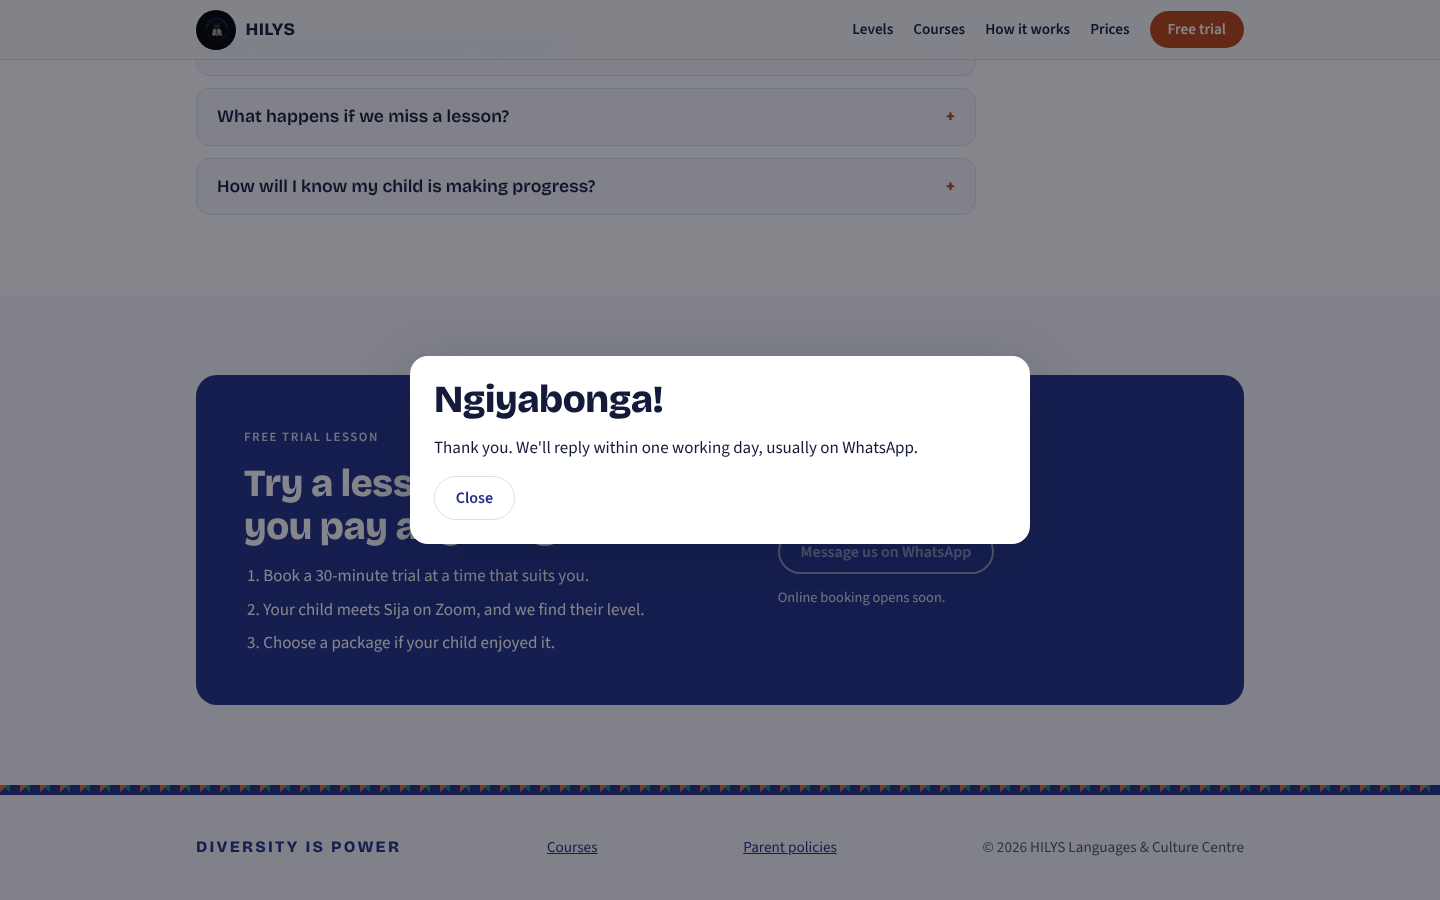 HILYS
Levels
Courses
How it works
Prices
Free trial
What happens if we miss a lesson?
+
How will I know my child is making progress?
+
Ngiyabonga!
Thank you. We'll reply within one working day, usually on WhatsApp.
Close
FREE TRIAL LESSON
Try a less
you pay a
1. Book a 30-minute trial at a time that suits you.
2. Your child meets Sija on Zoom, and we find their level.
3. Choose a package if your child enjoyed it.
Message us on WhatsApp
Online booking opens soon.
DIVERSITY IS POWER
Courses
Parent policies
© 2026 HILYS Languages & Culture Centre